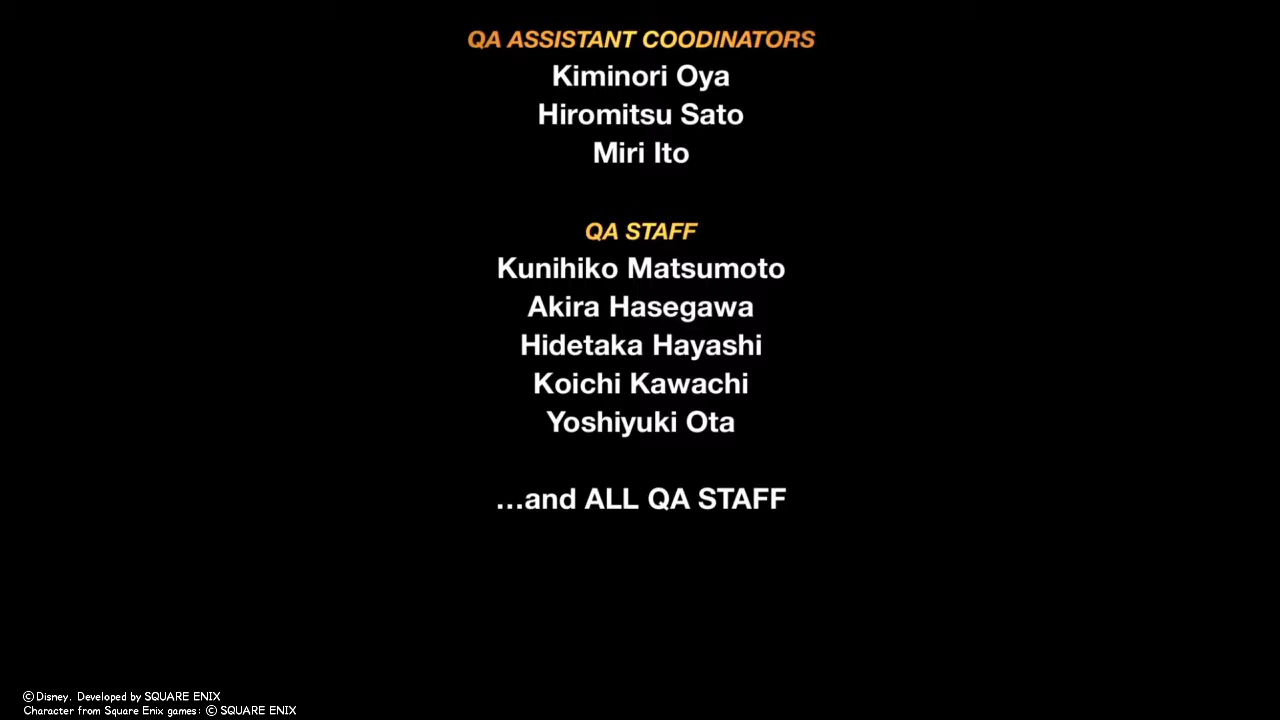 QA ASSISTANT COODINATORS
Kiminori Oya
Hiromitsu Sato
Miri Ito
QA STAFF
Kunihiko Matsumoto
Akira Hasegawa
Hidetaka Hayashi
Koichi Kawachi
Yoshiyuki Ota
...and ALL QA STAFF
©Disney. Developed by SQUARE ENIX
Character from Square Enix games: © SQUARE ENIX